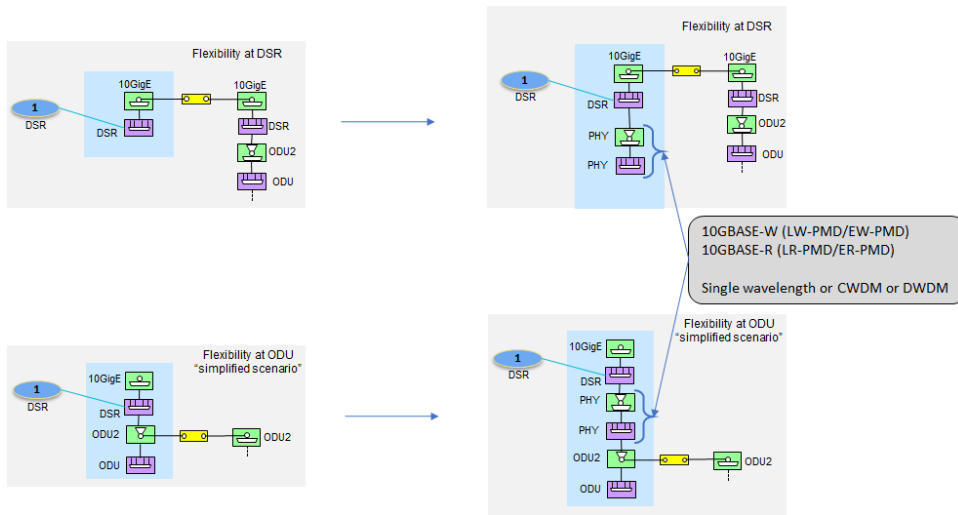 Flexibility at DSR
10GigE
10GigE
1
DSR
DSR
DSR
ODU2
ODU
Flexibility at DSR
10GigE
10GigE
1
DSR
DSR
DSR
PHY
ODU2
PHY
ODU
10GBASE-W (LW-PMD/EW-PMD)
10GBASE-R (LR-PMD/ER-PMD)
Single wavelength or CWDM or DWDM
Flexibility at ODU
“simplified scenario”
10GigE
1
DSR
DSR
ODU2
ODU2
ODU
Flexibility at ODU
“simplified scenario”
10GigE
1
DSR
DSR
PHY
PHY
ODU2
ODU2
ODU